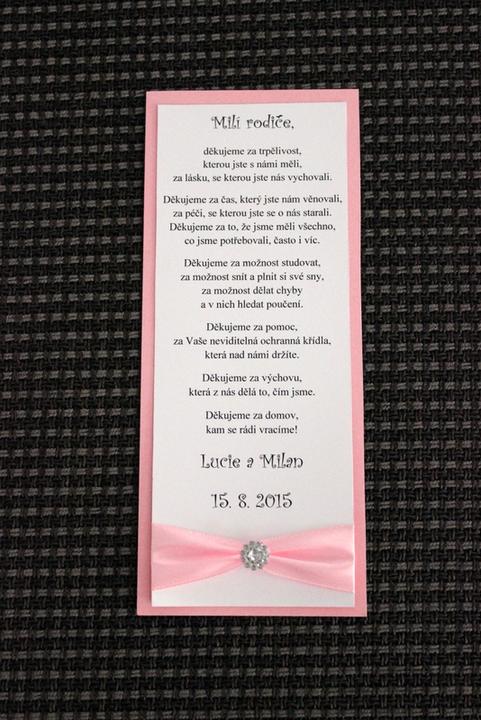 Milí rodiče,
děkujeme za trpělivost,
kterou jste s námi měli,
za lásku, se kterou jste nás vychovali.
Děkujeme za čas, který jste nám věnovali,
za péči, se kterou jste se o nás starali.
Děkujeme za to, že jsme měli všechno,
co jsme potřebovali, často i víc.
Děkujeme za možnost studovat,
za možnost snít a plnit si své sny,
za možnost dělat chyby
a v nich hledat poučení.
Děkujeme za pomoc,
za Vaše neviditelná ochranná křídla,
která nad námi držíte.
Děkujeme za výchovu,
která z nás dělá to, čím jsme.
Děkujeme za domov,
kam se rádi vracíme!
Lucie a Milan
15. 8. 2015